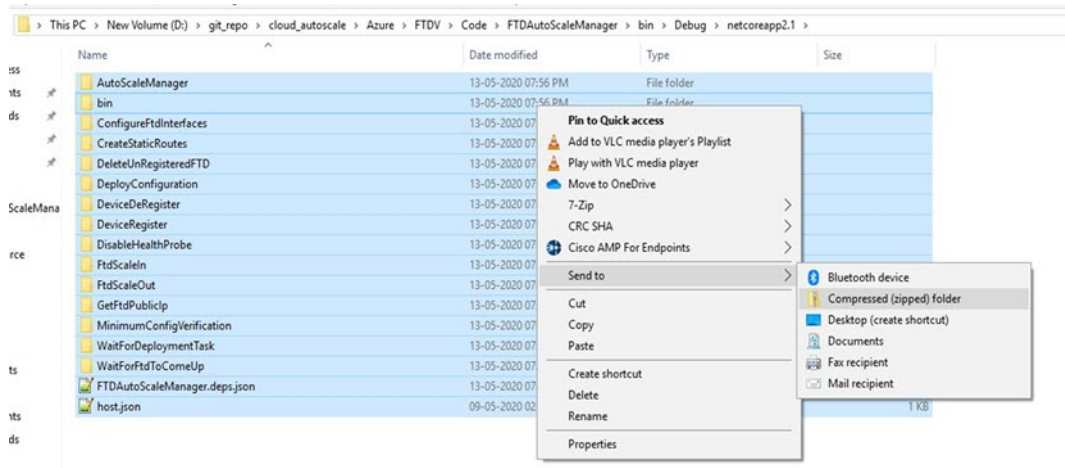 > This PC > New Volume (D:) > git_repo > cloud_autoscale > Azure > FTDV > Code > FTDAutoScaleManager > bin > Debug > netcoreapp2.1 >
Name Date modified Type Size
ess
nts
ds
ScaleMana
rce
ts
nts
ds
AutoScaleManager 13-05-2020 07:56 PM File folder
bin 13-05-2020 07:56 PM File folder
ConfigureFtdInterfaces 13-05-2020 07
CreateStaticRoutes 13-05-2020 07
DeleteUnRegisteredFTD 13-05-2020 07
DeployConfiguration 13-05-2020 07
DeviceDeRegister 13-05-2020 07
DeviceRegister 13-05-2020 07
DisableHealthProbe 13-05-2020 07
FtdScaleIn 13-05-2020 07
FtdScaleOut 13-05-2020 07
GetFtdPublicIp 13-05-2020 07
MinimumConfigVerification 13-05-2020 07
WaitForDeploymentTask 13-05-2020 07
WaitForFtdToComeUp 13-05-2020 07
FTDAutoScaleManager.deps.json 13-05-2020 07
host.json 09-05-2020 02 1 KB
Pin to Quick access
Add to VLC media player's Playlist
Play with VLC media player
Move to OneDrive
7-Zip
CRC SHA
Cisco AMP For Endpoints
Send to
Cut
Copy
Paste
Create shortcut
Delete
Rename
Properties
Bluetooth device
Compressed (zipped) folder
Desktop (create shortcut)
Documents
Fax recipient
Mail recipient